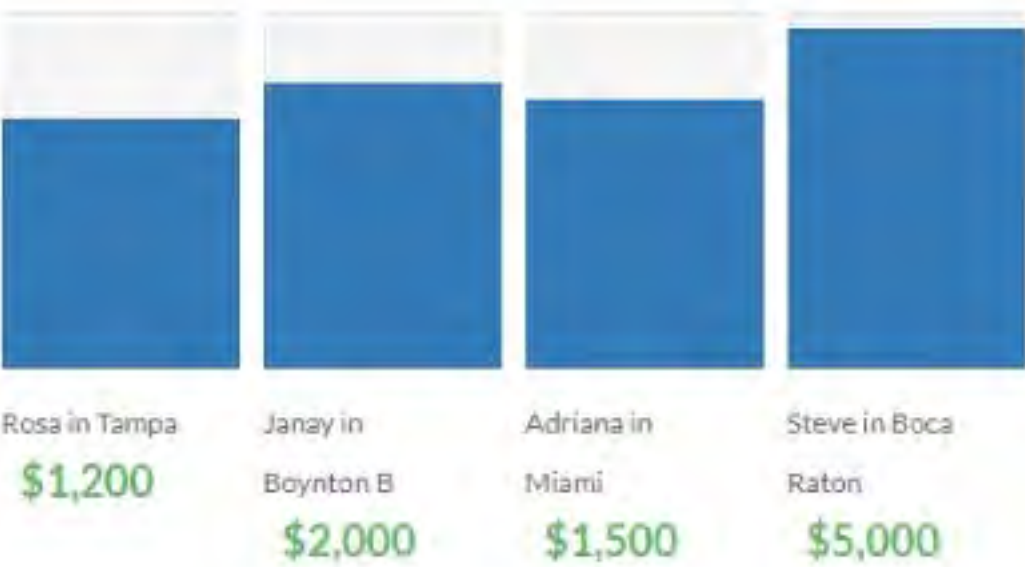 Rosa in Tampa
$1,200
Janay in
Boynton B
$2,000
Adriana in
Miami
$1,500
Steve in Boca
Raton
$5,000